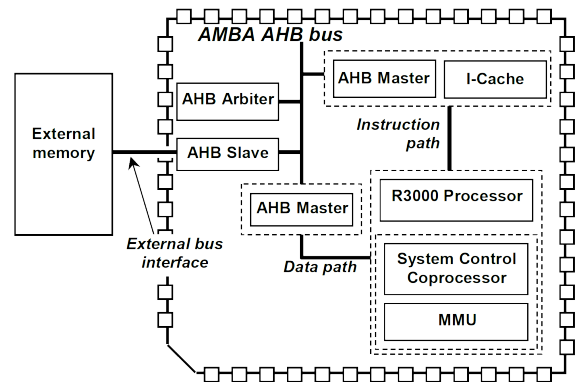 AMBA AHB bus
AHB Master
I-Cache
AHB Arbiter
External
memory
Instruction
path
AHB Slave
R3000 Processor
AHB Master
External bus
interface
Data path
System Control
Coprocessor
MMU